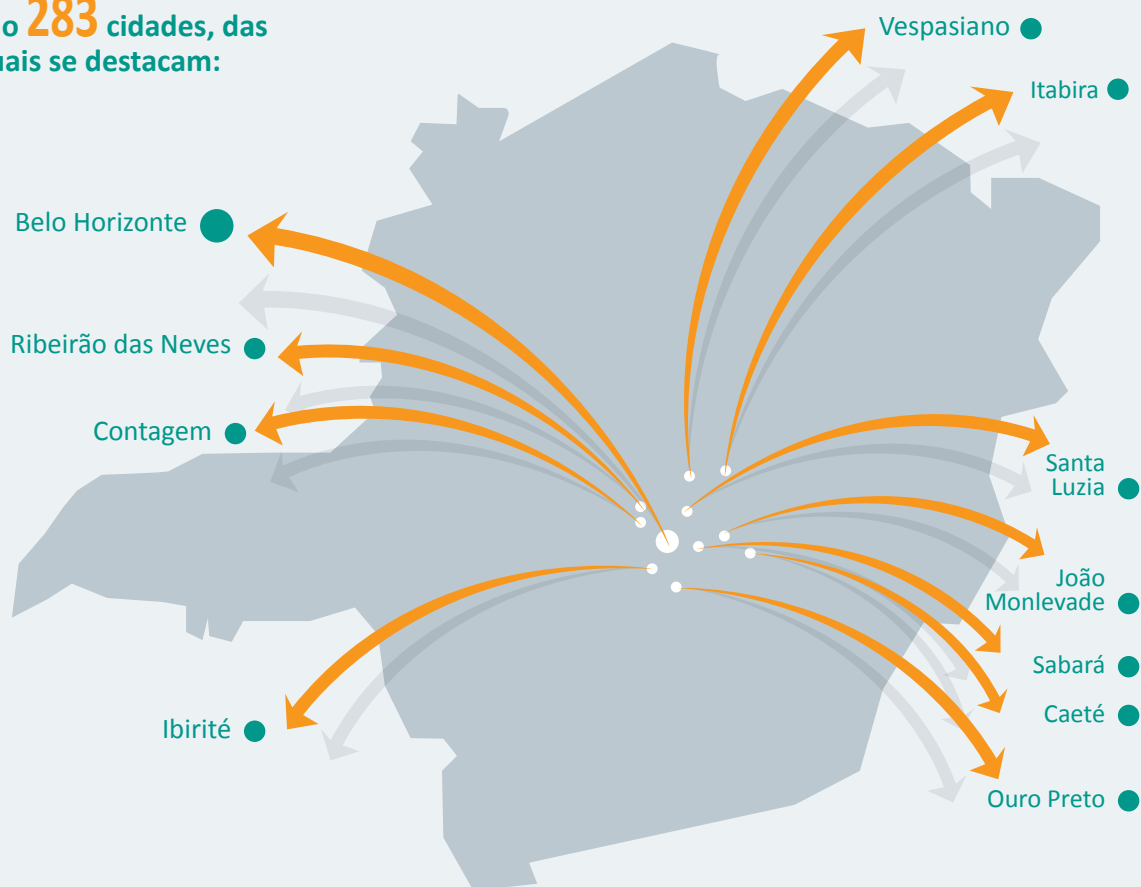 o 283 cidades, das
uais se destacam:
Vespasiano
Itabira
Belo Horizonte
Ribeirão das Neves
Contagem
Santa
Luzia
João
Monlevade
Sabará
Caeté
Ibirité
Ouro Preto